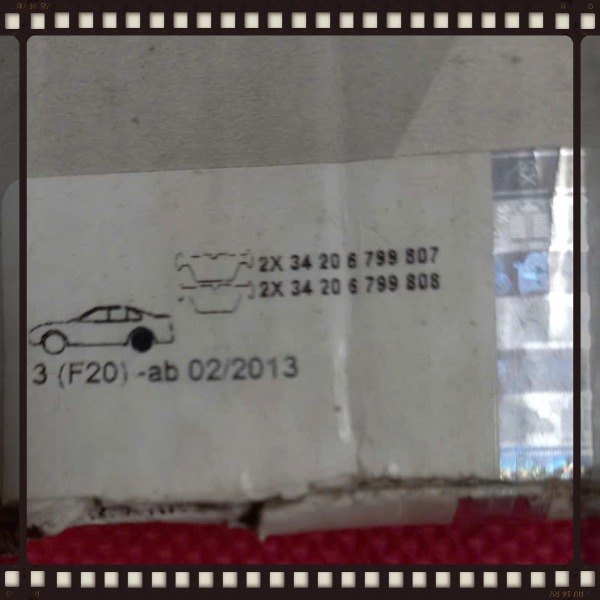 2X 34 20 6 799 807
2X 34 20 6 799 808
3 (F20) -ab 02/2013